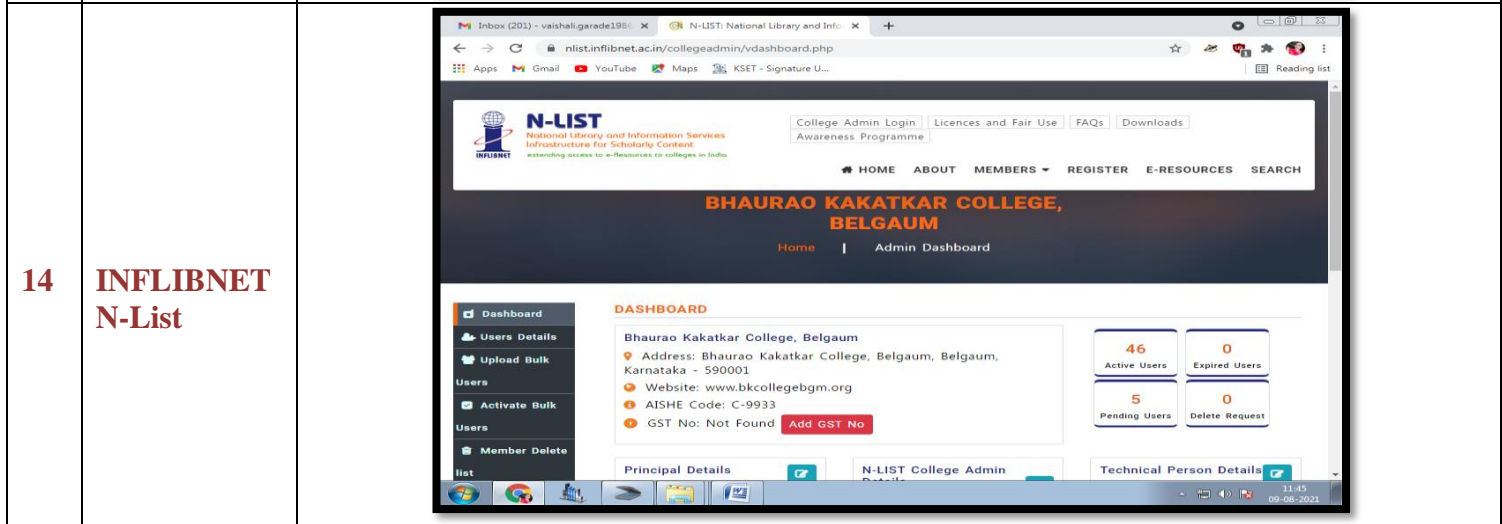 14
INFLIBNET
N-List
Inbox (201) - vaishali.garade198
N-LIST: National Library and Info
nlist.inflibnet.ac.in/collegeadmin/vdashboard.php
Apps Gmail YouTube Maps KSET - Signature U... Reading list
INFLIBNET
N-LIST
National Library and Information Services
Infrastructure for Scholarly Content
extending access to e-Resources to colleges in India
College Admin Login Licences and Fair Use FAQs Downloads
Awareness Programme
HOME ABOUT MEMBERS REGISTER E-RESOURCES SEARCH
BHAURAO KAKATKAR COLLEGE,
BELGAUM
Home | Admin Dashboard
Dashboard
Users Details
Upload Bulk
Users
Activate Bulk
Users
Member Delete
list
DASHBOARD
Bhaurao Kakatkar College, Belgaum
Address: Bhaurao Kakatkar College, Belgaum, Belgaum,
Karnataka - 590001
Website: www.bkcollegebgm.org
AISHE Code: C-9933
GST No: Not Found Add GST No
46
Active Users
0
Expired Users
5
Pending Users
0
Delete Request
Principal Details
N-LIST College Admin
Details
Technical Person Details
11:45
09-08-2021